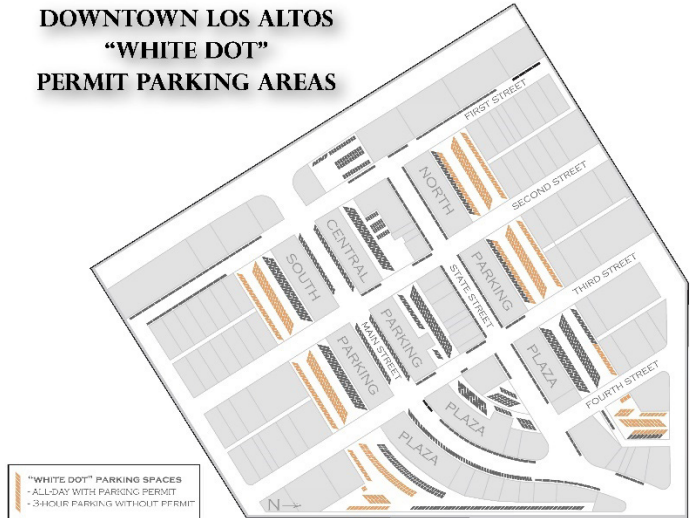 DOWNTOWN LOS ALTOS
“WHITE DOT”
PERMIT PARKING AREAS
FIRST STREET
NORTH
SECOND STREET
CENTRAL
SOUTH
PARKING
STATE STREET
THIRD STREET
MAIN STREET
PARKING
PARKING
PLAZA
FOURTH STREET
PLAZA
PLAZA
"WHITE DOT" PARKING SPACES
- ALL-DAY WITH PARKING PERMIT
- 3-HOUR PARKING WITHOUT PERMIT
N